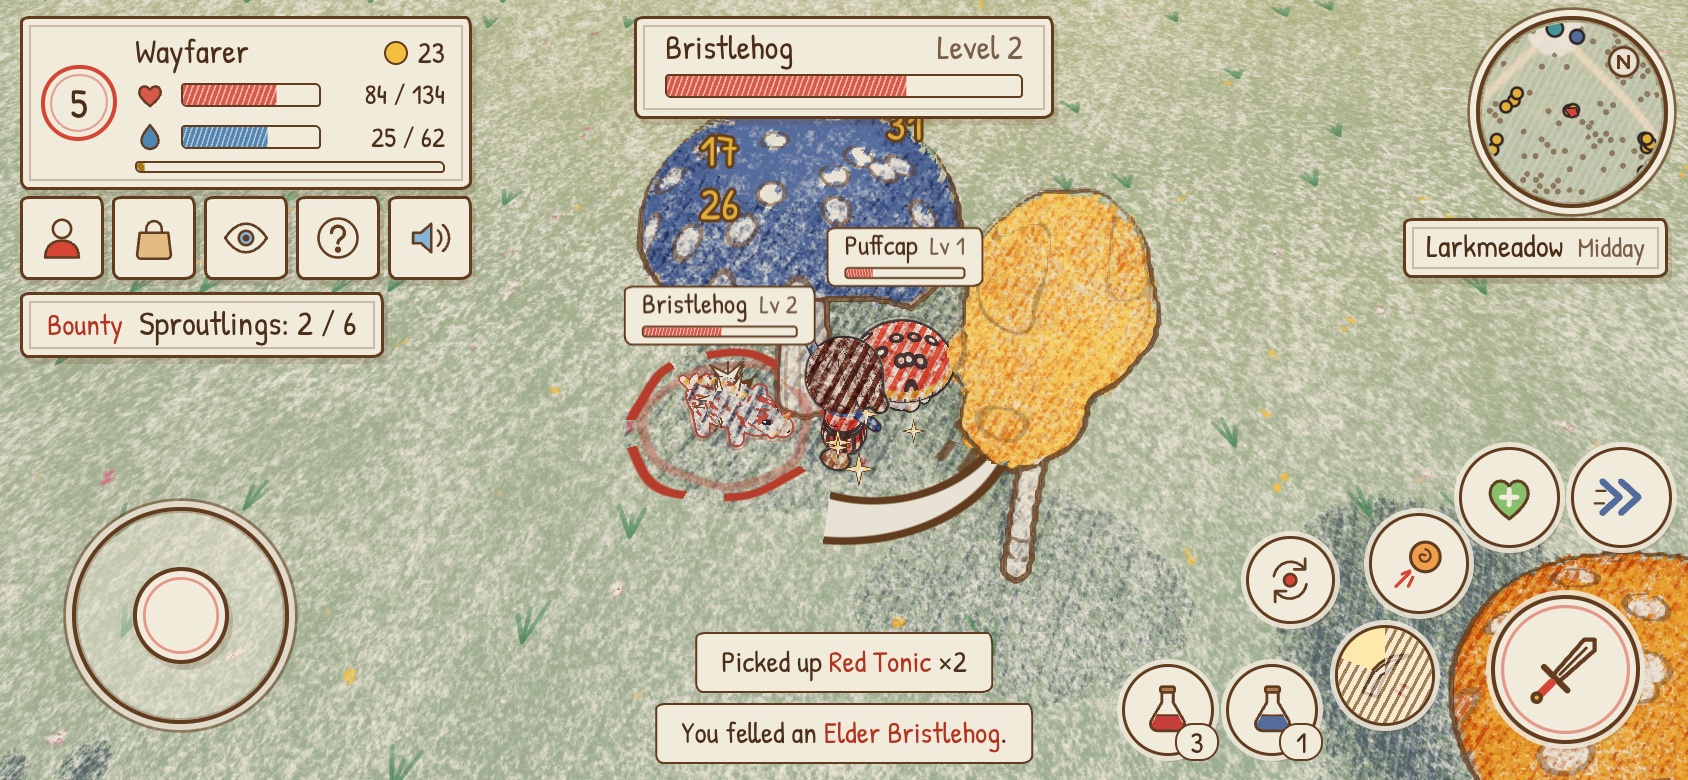 Wayfarer
23
5
84 / 134
25 / 62
Bounty Sproutlings: 2 / 6
Bristlehog Level 2
31
17
26
Puffcap Lv 1
Bristlehog Lv 2
N
Larkmeadow Midday
Picked up Red Tonic ×2
You felled an Elder Bristlehog.
3
1